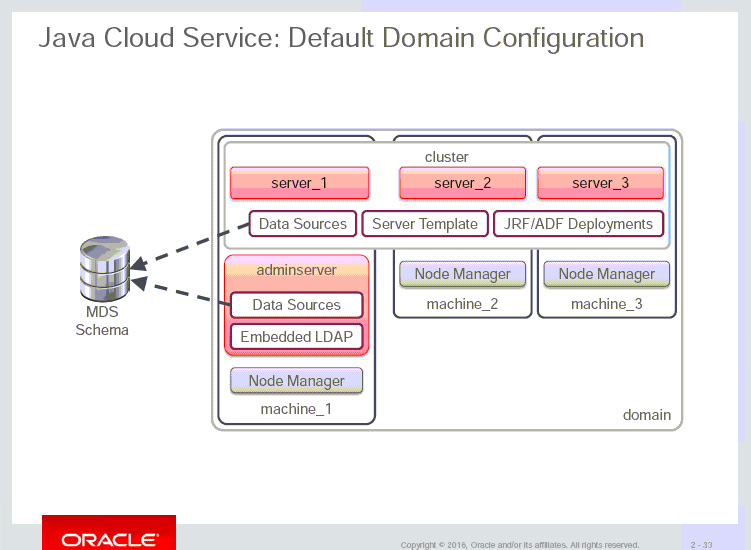 Java Cloud Service: Default Domain Configuration
cluster
server_1
server_2
server_3
Data Sources
Server Template
JRF/ADF Deployments
adminserver
Data Sources
Embedded LDAP
Node Manager
machine_1
Node Manager
machine_2
Node Manager
machine_3
MDS
Schema
domain
ORACLE®
Copyright © 2016, Oracle and/or its affiliates. All rights reserved.
2 - 33